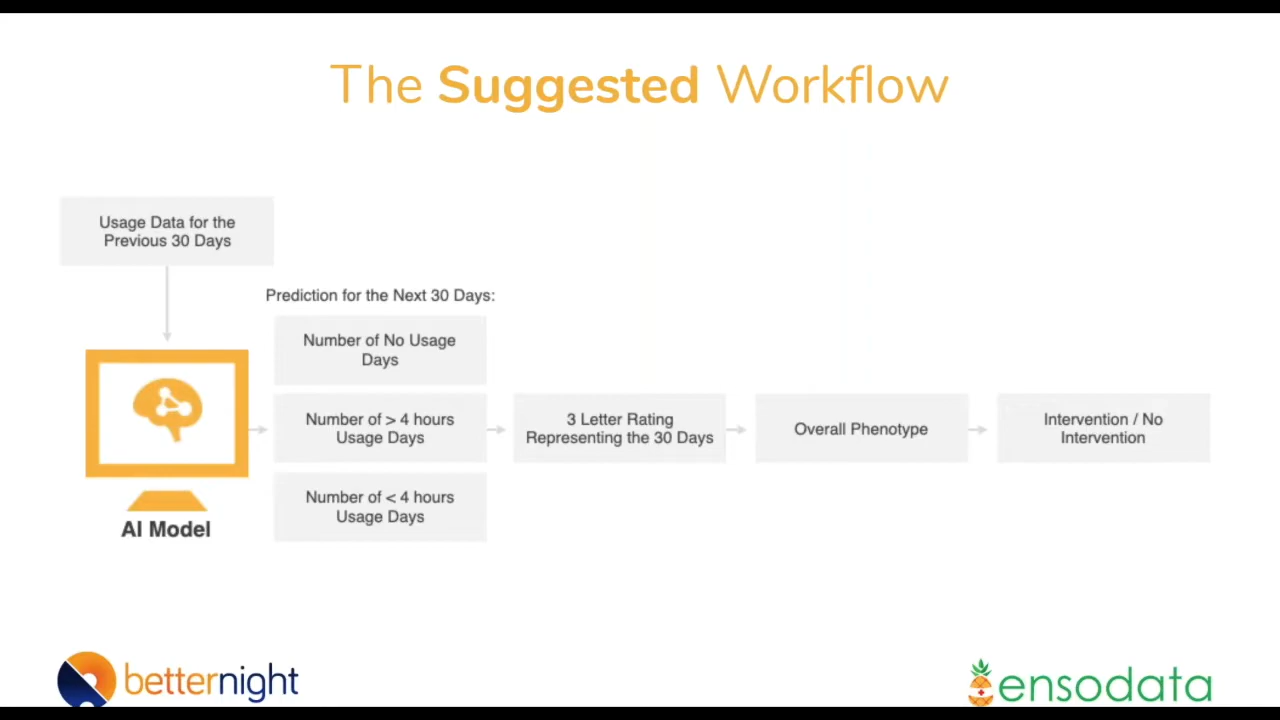 The Suggested Workflow
Usage Data for the
Previous 30 Days
Prediction for the Next 30 Days:
Number of No Usage
Days
Number of > 4 hours
Usage Days
Number of < 4 hours
Usage Days
AI Model
3 Letter Rating
Representing the 30 Days
Overall Phenotype
Intervention / No
Intervention
betternight
ensodata